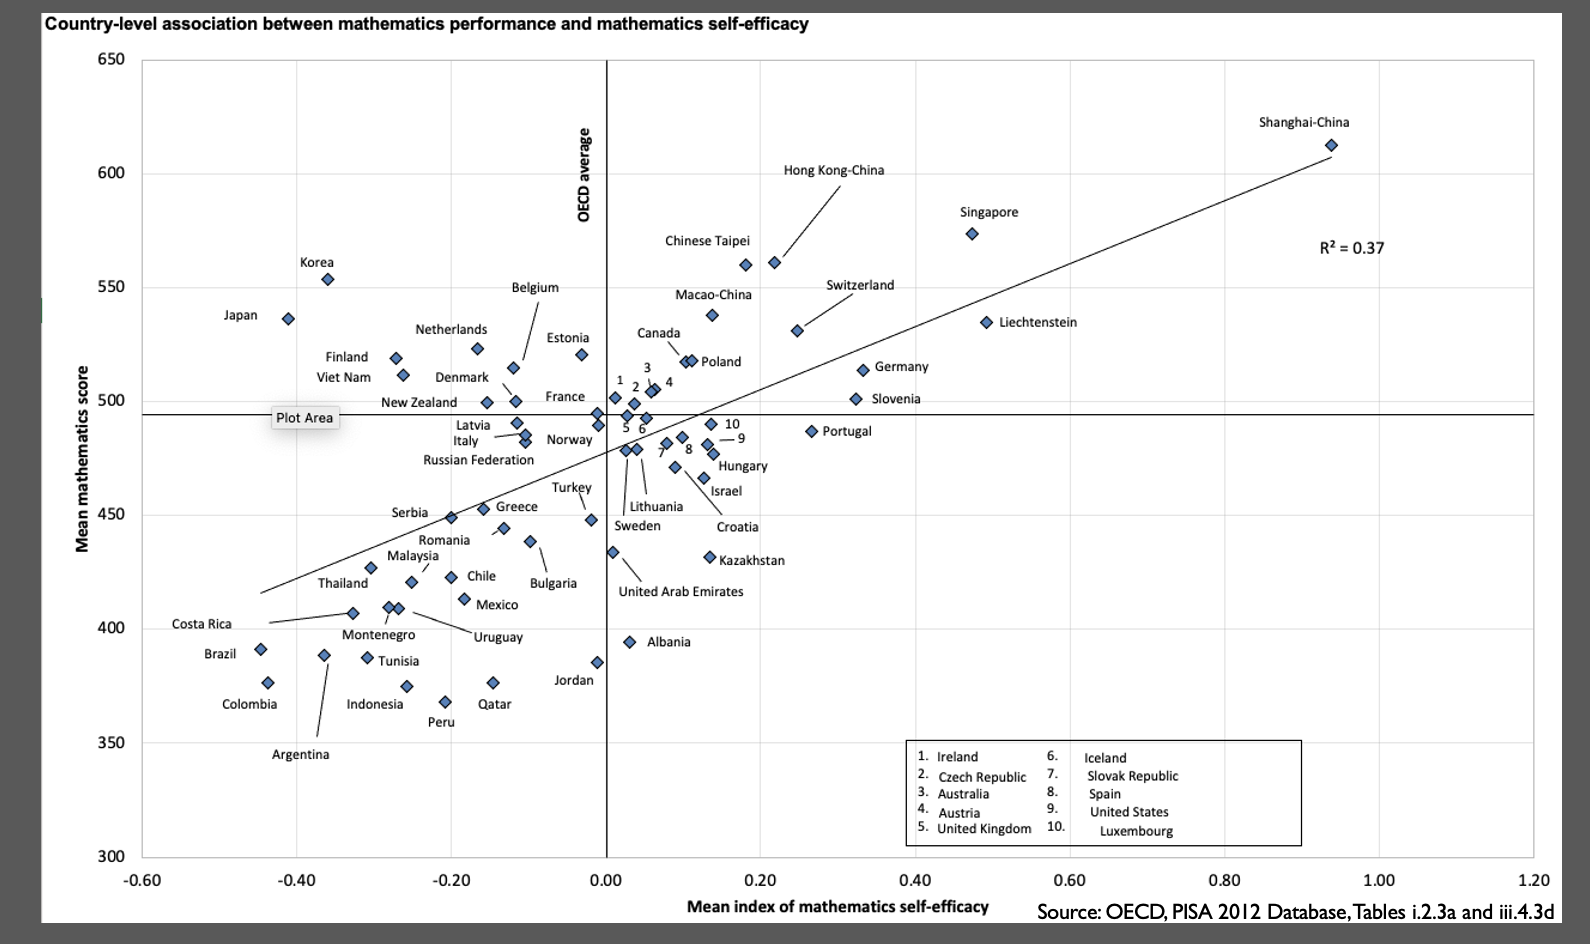 Country-level association between mathematics performance and mathematics self-efficacy
650
600
550
500
450
400
350
300
Mean mathematics score
OECD average
Shanghai-China
Hong Kong-China
Singapore
R² = 0.37
Chinese Taipei
Korea
Belgium
Switzerland
Macao-China
Japan
Liechtenstein
Netherlands
Canada
Estonia
Finland
Poland
Germany
Viet Nam
Denmark
3
1
2
4
New Zealand
France
Slovenia
Plot Area
Latvia
5
6
10
Portugal
Italy
Norway
9
7
8
Russian Federation
Hungary
Turkey
Israel
Serbia
Greece
Lithuania
Sweden
Croatia
Romania
Malaysia
Kazakhstan
Thailand
Chile
Bulgaria
United Arab Emirates
Mexico
Costa Rica
Montenegro
Uruguay
Albania
Brazil
Tunisia
Jordan
Colombia
Indonesia
Qatar
Peru
Argentina
1. Ireland
2. Czech Republic
3. Australia
4. Austria
5. United Kingdom
6. Iceland
7. Slovak Republic
8. Spain
9. United States
10. Luxembourg
-0.60 -0.40 -0.20 0.00 0.20 0.40 0.60 0.80 1.00 1.20
Mean index of mathematics self-efficacy
Source: OECD, PISA 2012 Database, Tables i.2.3a and iii.4.3d